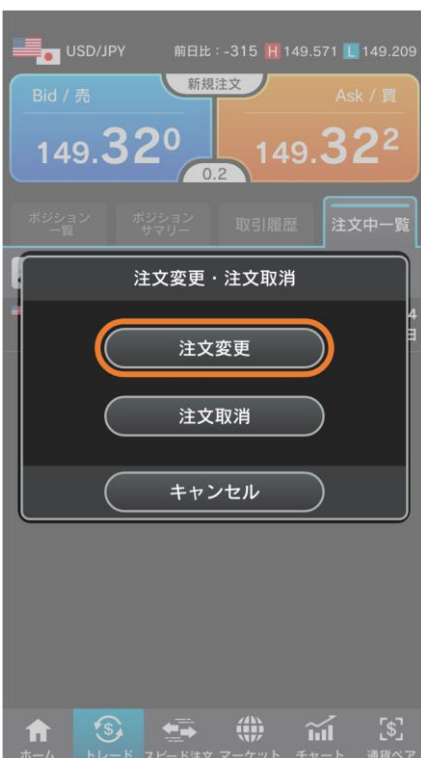 USD/JPY 前日比：-315 H 149.571 L 149.209
新規注文
Bid / 売 Ask / 買
149.320 149.322
0.2
ポジション一覧 ポジションサマリー 取引履歴 注文中一覧
注文変更・注文取消
4
注文変更
日
注文取消
キャンセル
ホーム トレード スピード注文 マーケット チャート 通貨ペア